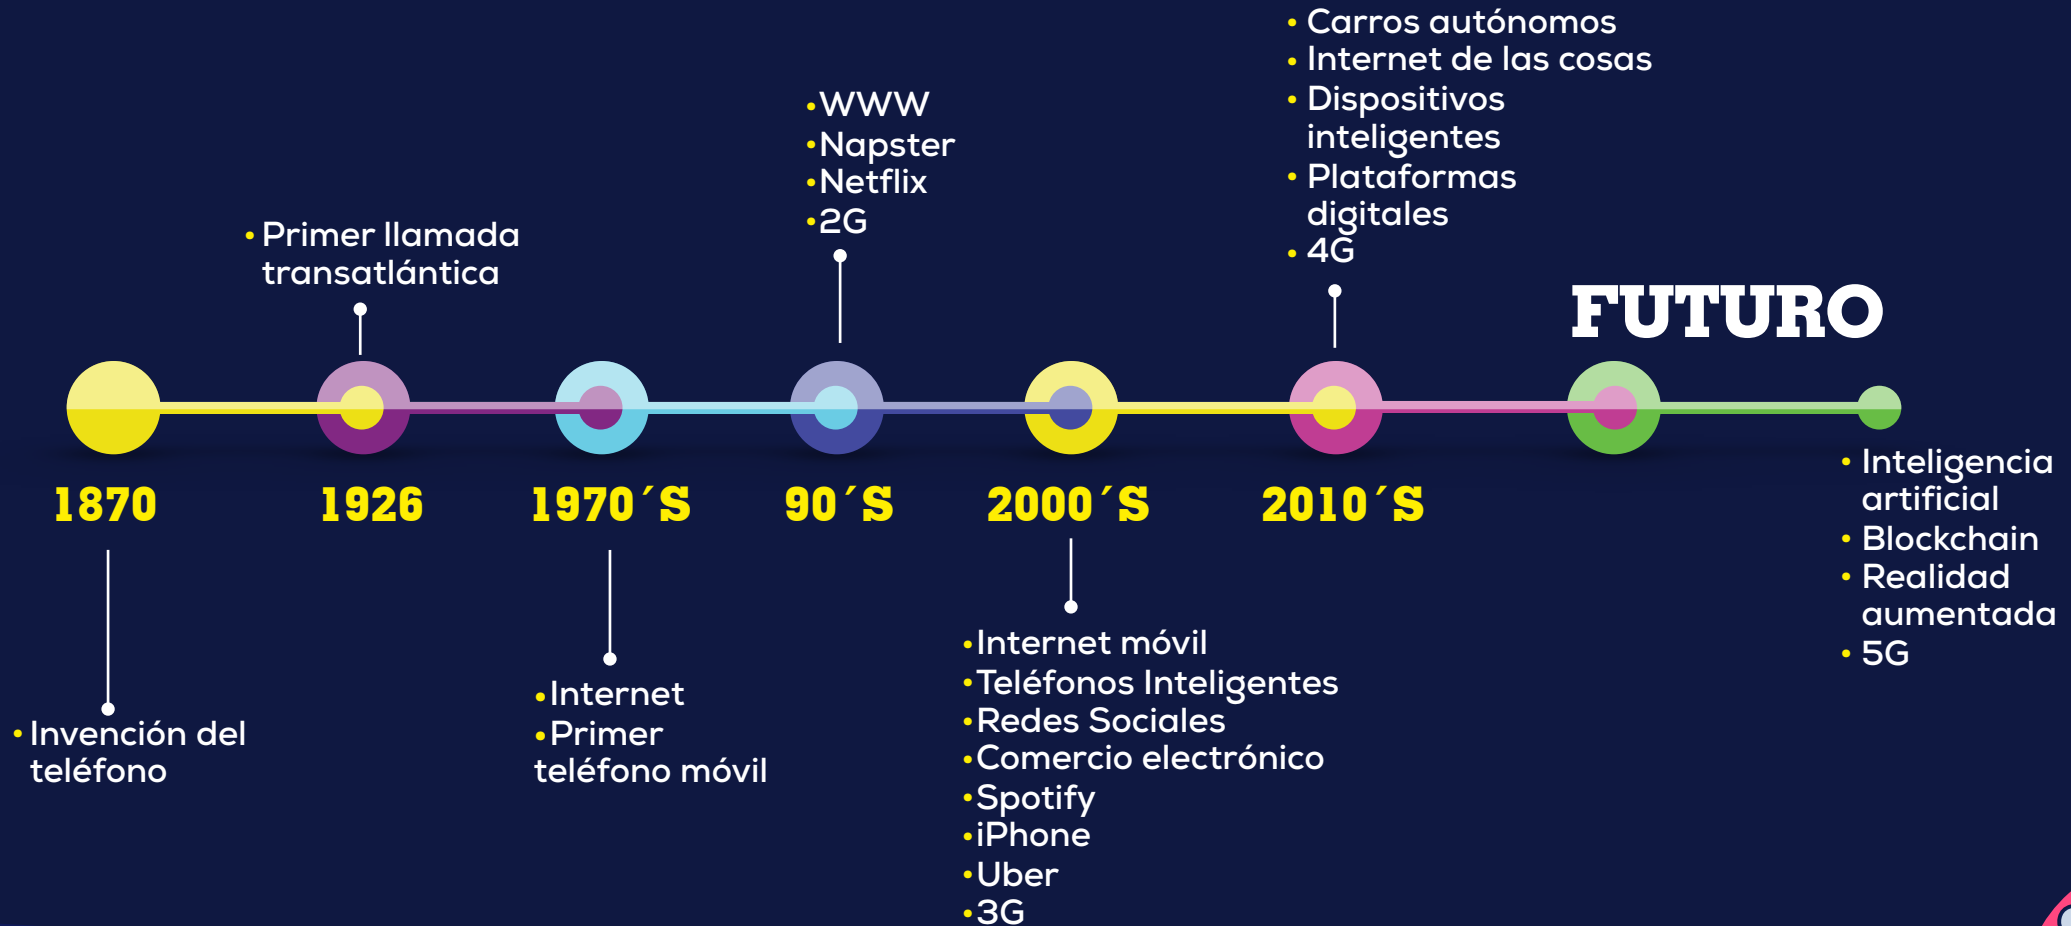 • Carros autónomos
• Internet de las cosas
• Dispositivos
inteligentes
• Plataformas
digitales
• 4G
• WWW
• Napster
• Netflix
• 2G
• Primer llamada
transatlántica
FUTURO
1870
1926
1970´S
90´S
2000´S
2010´S
• Invención del
teléfono
• Internet
• Primer
teléfono móvil
• Internet móvil
• Teléfonos Inteligentes
• Redes Sociales
• Comercio electrónico
• Spotify
• iPhone
• Uber
• 3G
• Inteligencia
artificial
• Blockchain
• Realidad
aumentada
• 5G